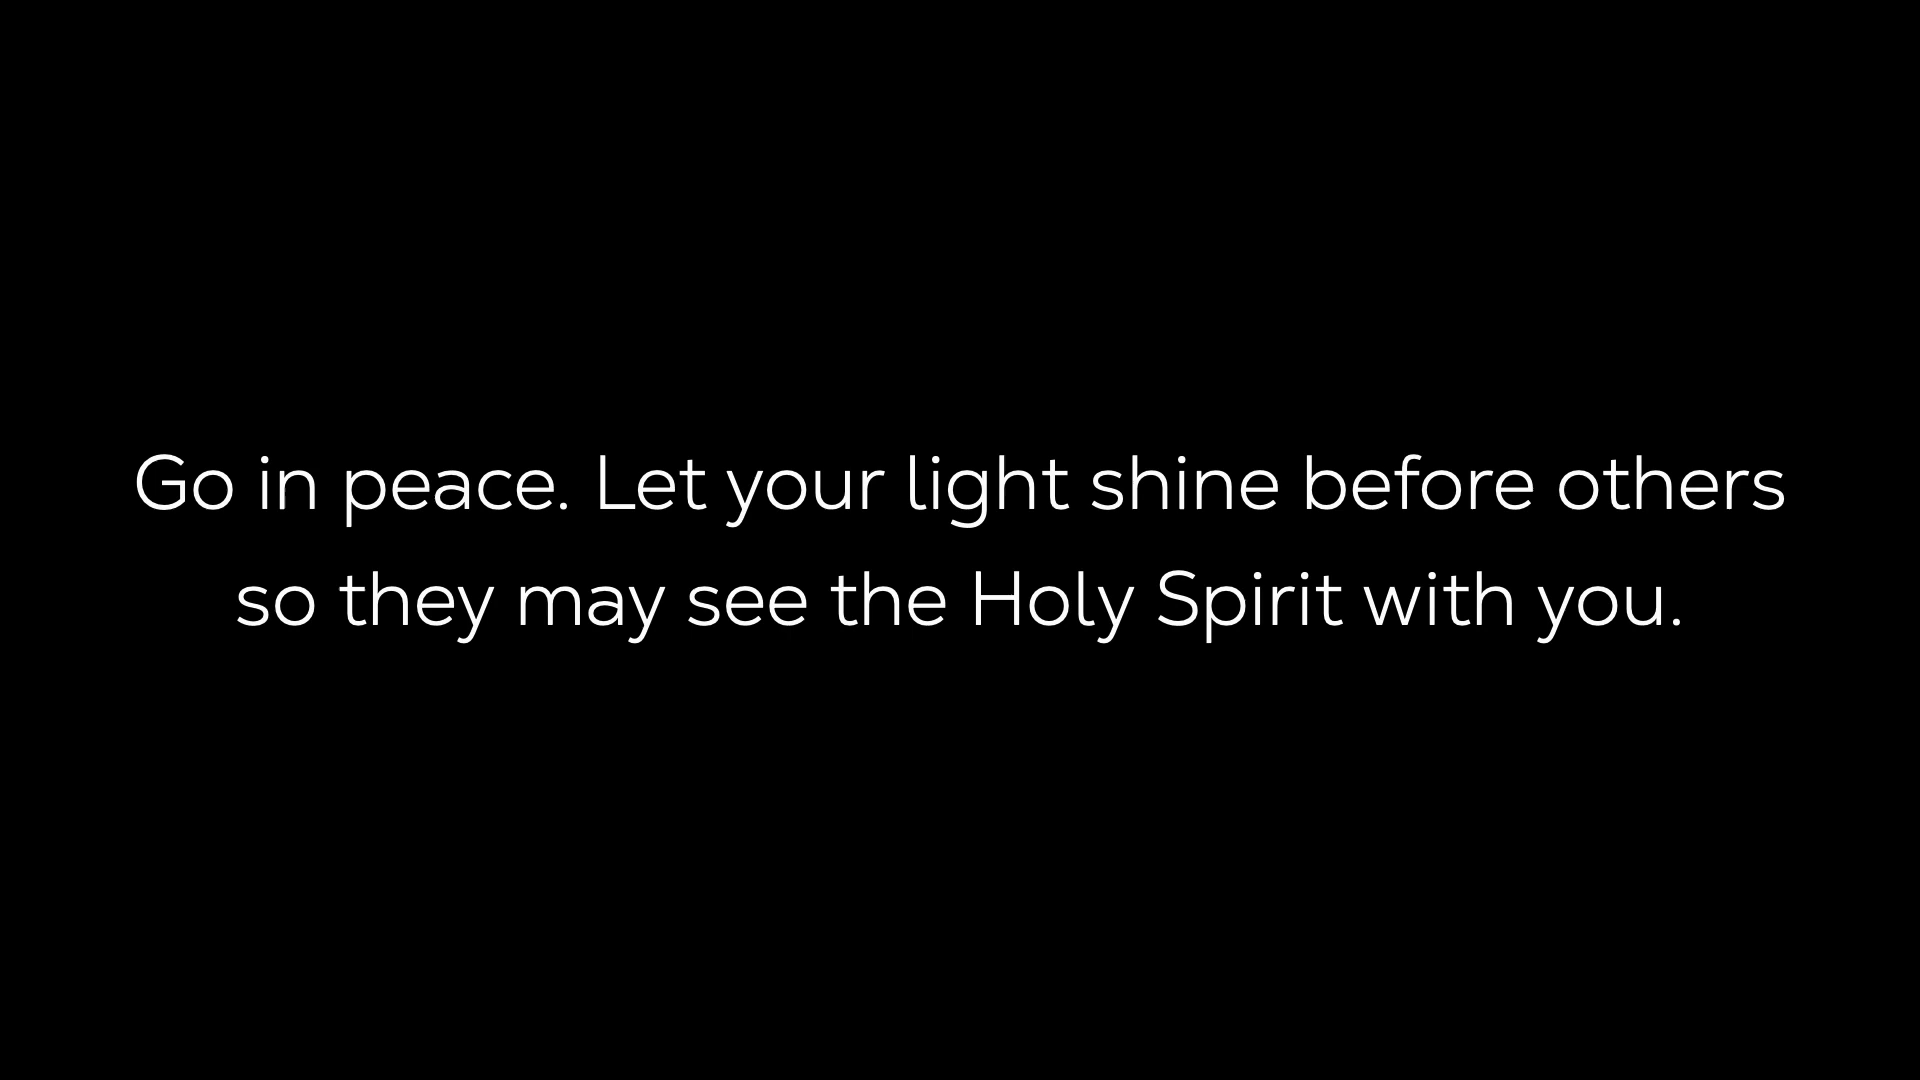 Go in peace. Let your light shine before others
so they may see the Holy Spirit with you.